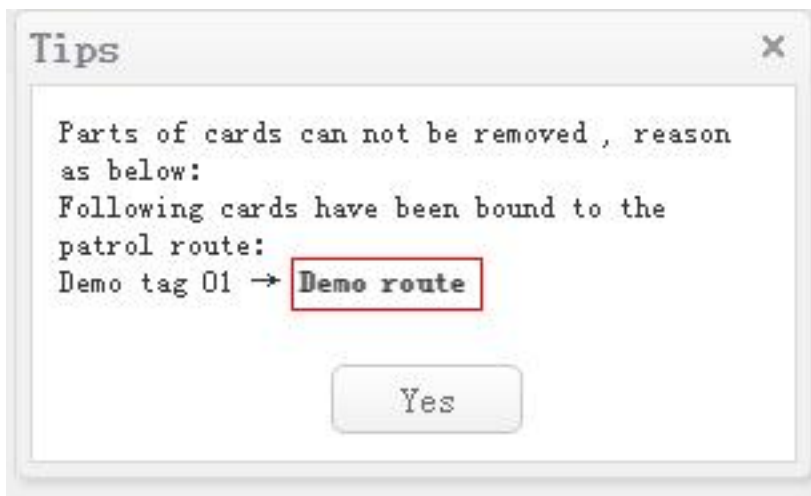 Tips
×
Parts of cards can not be removed , reason
as below:
Following cards have been bound to the
patrol route:
Demo tag 01 → Demo route
Yes